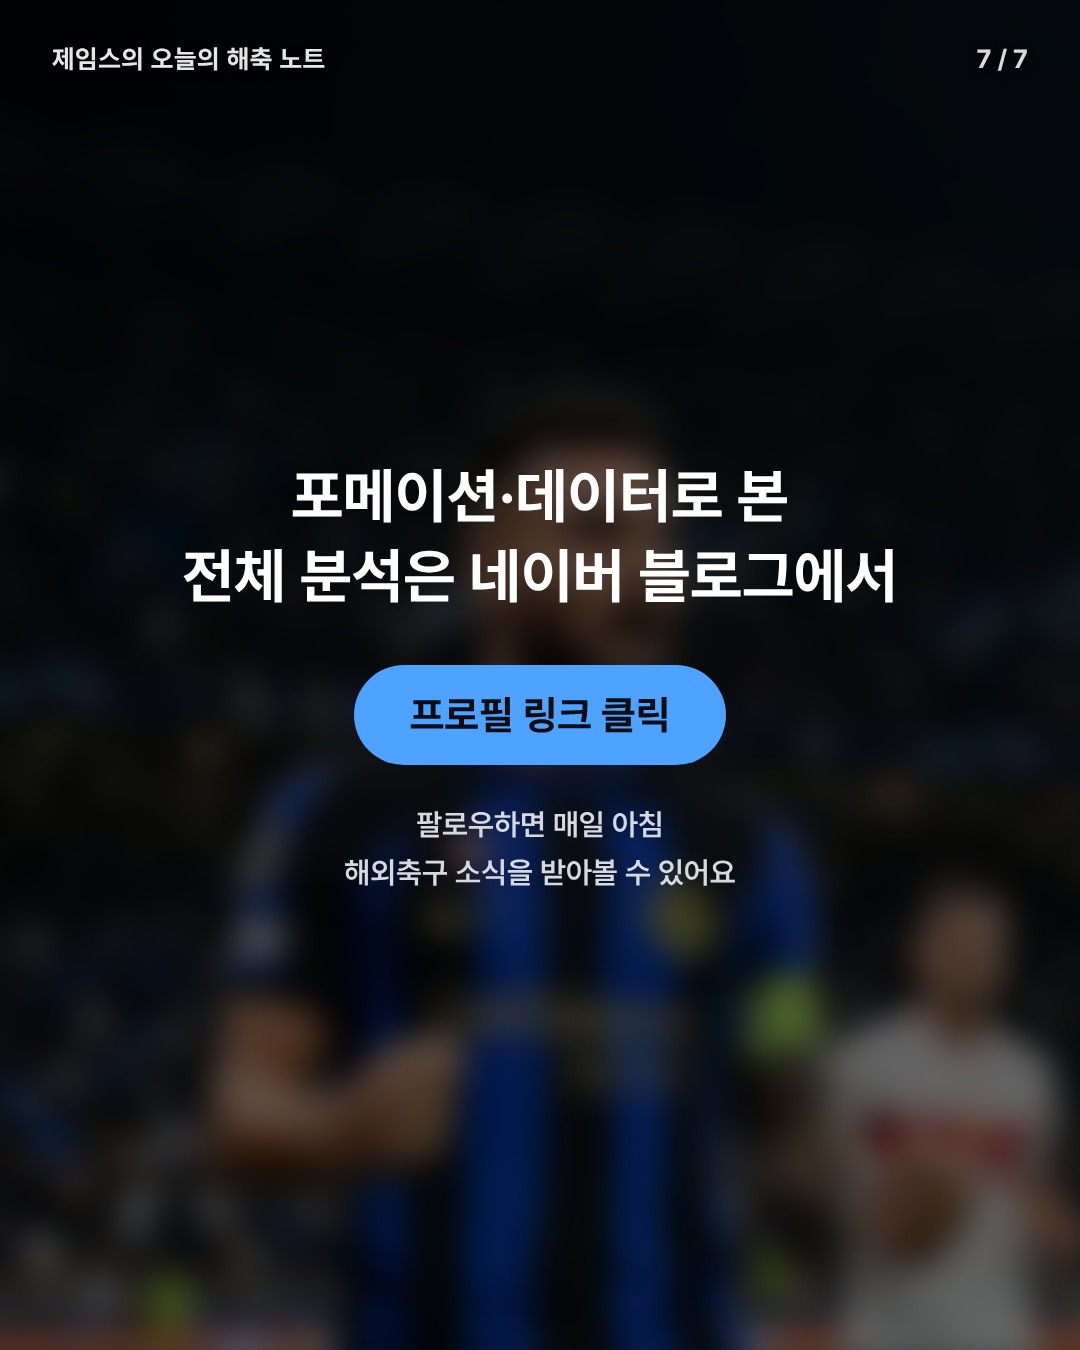 제임스의 오늘의 해축 노트
7 / 7
포메이션·데이터로 본
전체 분석은 네이버 블로그에서
프로필 링크 클릭
팔로우하면 매일 아침
해외축구 소식을 받아볼 수 있어요